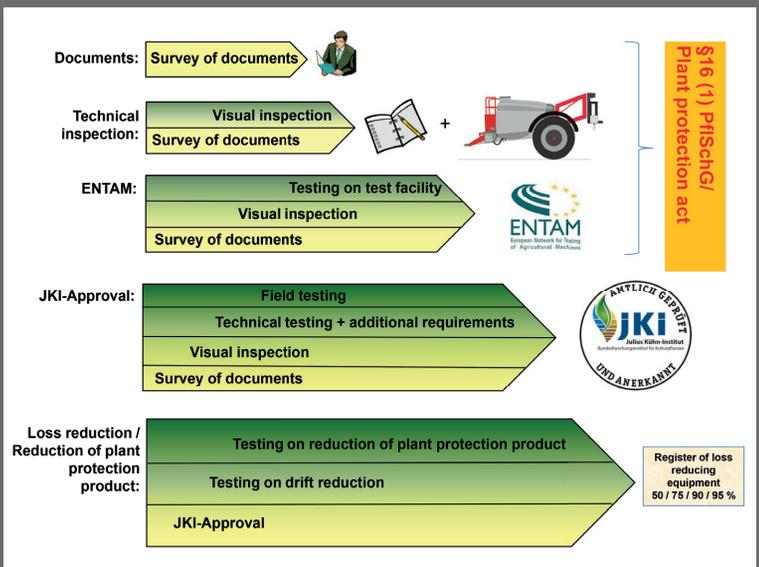 Documents:
Survey of documents
Technical
inspection:
Visual inspection
Survey of documents
+
ENTAM:
Testing on test facility
Visual inspection
Survey of documents
ENTAM
European Network for Testing
of Agricultural Machines
§16 (1) PflSchG/
Plant protection act
JKI-Approval:
Field testing
Technical testing + additional requirements
Visual inspection
Survey of documents
AMTLICH GEPRÜFT
JKI
Julius Kühn-Institut
Bundesforschungsinstitut für Kulturpflanzen
UND ANERKANNT
Loss reduction /
Reduction of plant
protection
product:
Testing on reduction of plant protection product
Testing on drift reduction
JKI-Approval
Register of loss
reducing
equipment
50 / 75 / 90 / 95 %